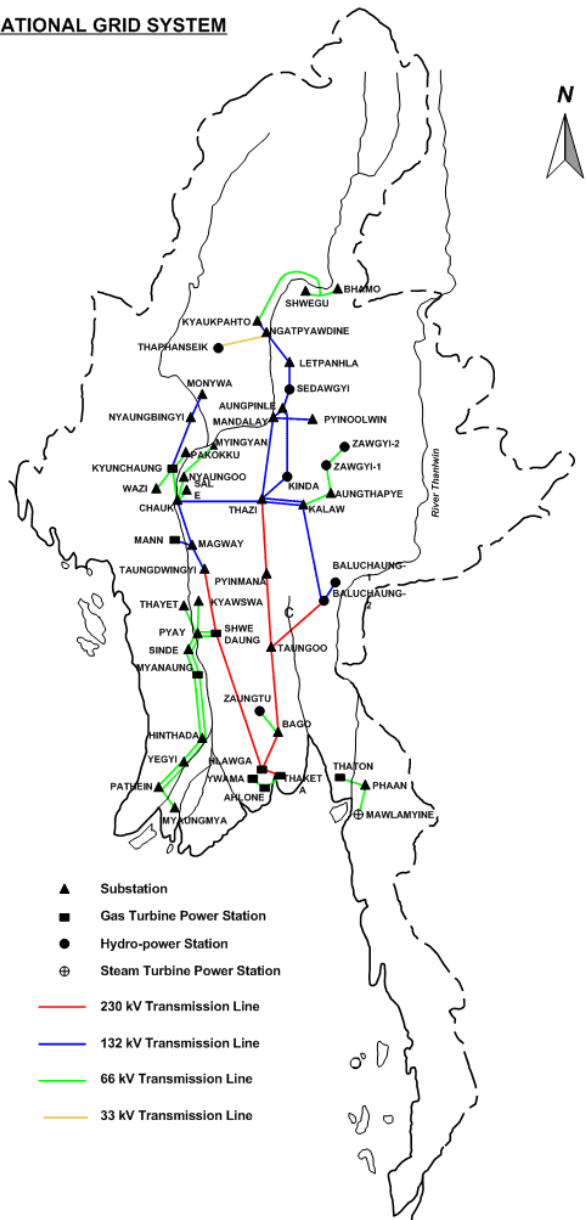 ATIONAL GRID SYSTEM
N
BHAMO
SHWEGU
KYAUKPAHTO
NGATPYAWDINE
THAPHANSEIK
LETPANHLA
MONYWA
SEDAWGYI
AUNGPINLE
NYAUNGBINGYI
MANDALAY
PYINOOLWIN
MYINGYAN
ZAWGYI-2
PAKOKKU
KYUNCHAUNG
ZAWGYI-1
NYAUNGOO
KINDA
WAZI
SAL
E
AUNGTHAPYE
CHAUK
THAZI
KALAW
River Thanlwin
MANN
MAGWAY
TAUNGDWINGYI
PYINMANA
BALUCHAUNG-
1
BALUCHAUNG-
2
THAYET
KYAWSWA
C
PYAY
SHWE
DAUNG
SINDE
TAUNGOO
MYANAUNG
ZAUNGTU
BAGO
HINTHADA
YEGYI
HLAWGA
THATON
YWAMA
THAKET
A
PHAAN
PATHEIN
AHLONE
MYAUNGMYA
MAWLAMYINE
Substation
Gas Turbine Power Station
Hydro-power Station
Steam Turbine Power Station
230 kV Transmission Line
132 kV Transmission Line
66 kV Transmission Line
33 kV Transmission Line